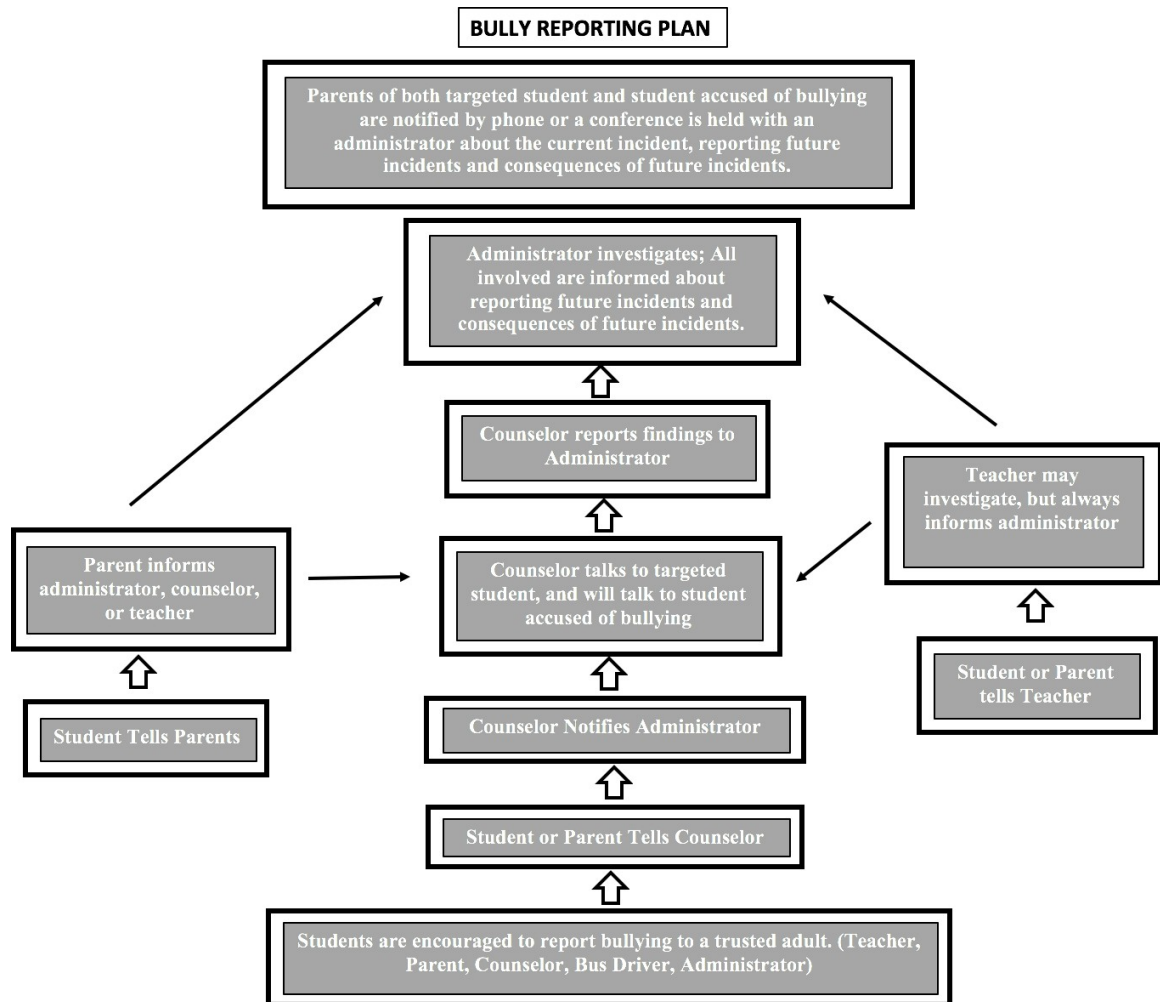 BULLY REPORTING PLAN
Parents of both targeted student and student accused of bullying
are notified by phone or a conference is held with an
administrator about the current incident, reporting future
incidents and consequences of future incidents.
Administrator investigates; All
involved are informed about
reporting future incidents and
consequences of future incidents.
Counselor reports findings to
Administrator
Teacher may
investigate, but always
informs administrator
Parent informs
administrator, counselor,
or teacher
Counselor talks to targeted
student, and will talk to student
accused of bullying
Student or Parent
tells Teacher
Student Tells Parents
Counselor Notifies Administrator
Student or Parent Tells Counselor
Students are encouraged to report bullying to a trusted adult. (Teacher,
Parent, Counselor, Bus Driver, Administrator)